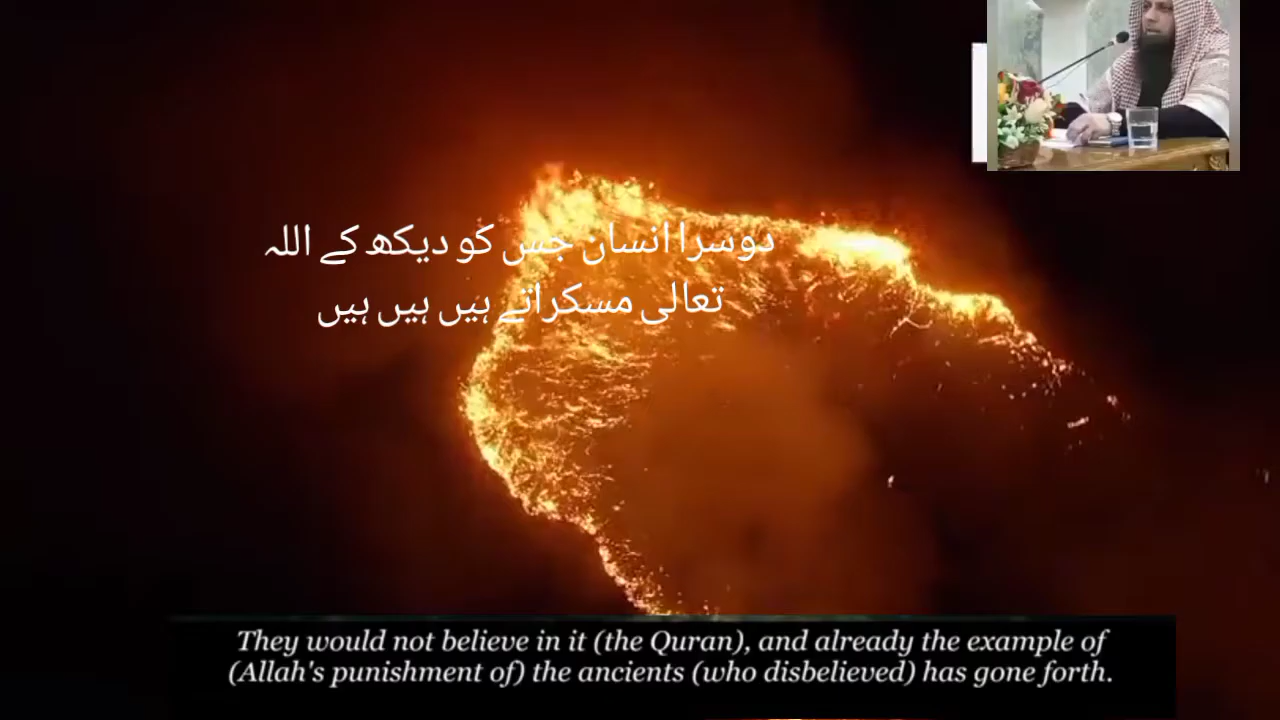 دوسرا انسان جس کو دیکھ کے اللہ
تعالی مسکراتے ہیں ہیں ہیں
They would not believe in it (the Quran), and already the example of
(Allah's punishment of) the ancients (who disbelieved) has gone forth.